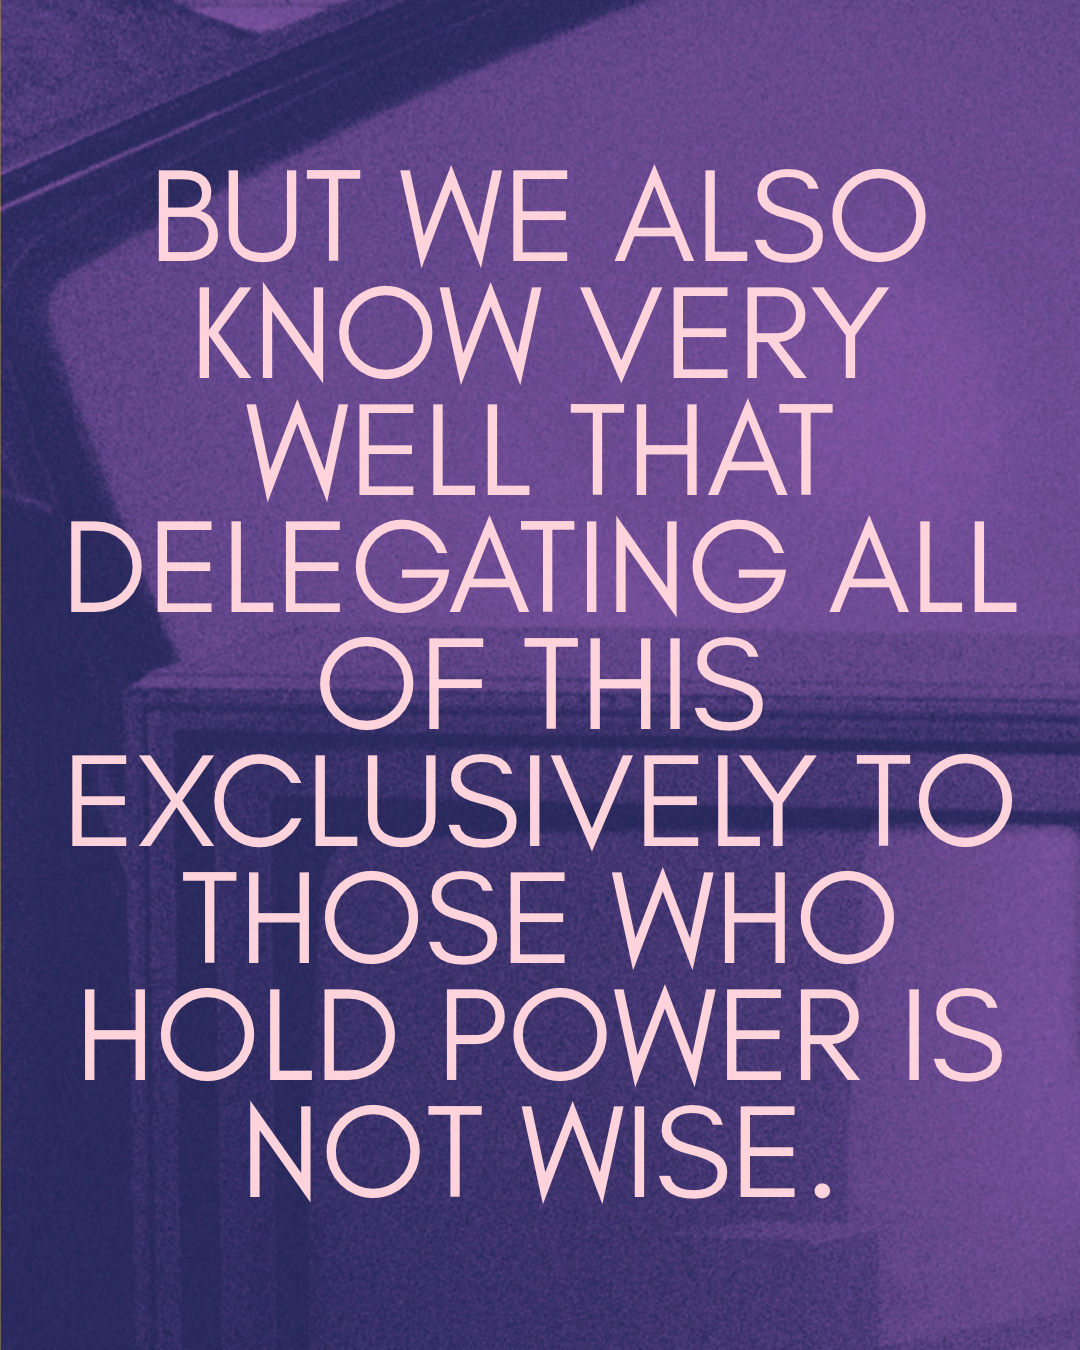 BUT WE ALSO
KNOW VERY
WELL THAT
DELEGATING ALL
OF THIS
EXCLUSIVELY TO
THOSE WHO
HOLD POWER IS
NOT WISE.